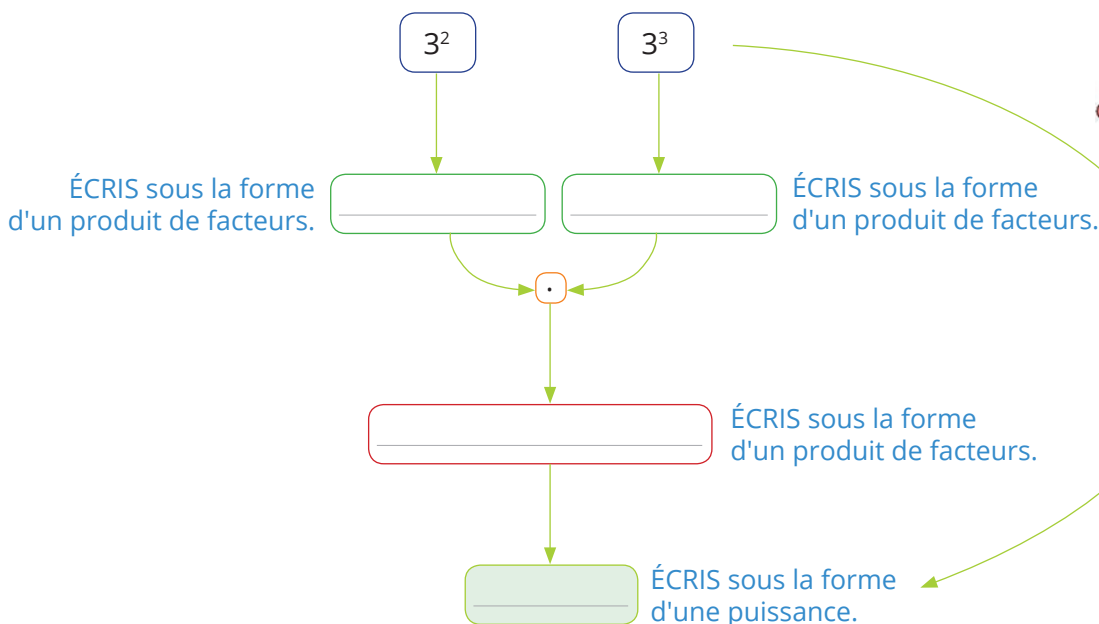 3² 3³
ÉCRIS sous la forme
d'un produit de facteurs.
ÉCRIS sous la forme
d'un produit de facteurs.
·
ÉCRIS sous la forme
d'un produit de facteurs.
ÉCRIS sous la forme
d'une puissance.